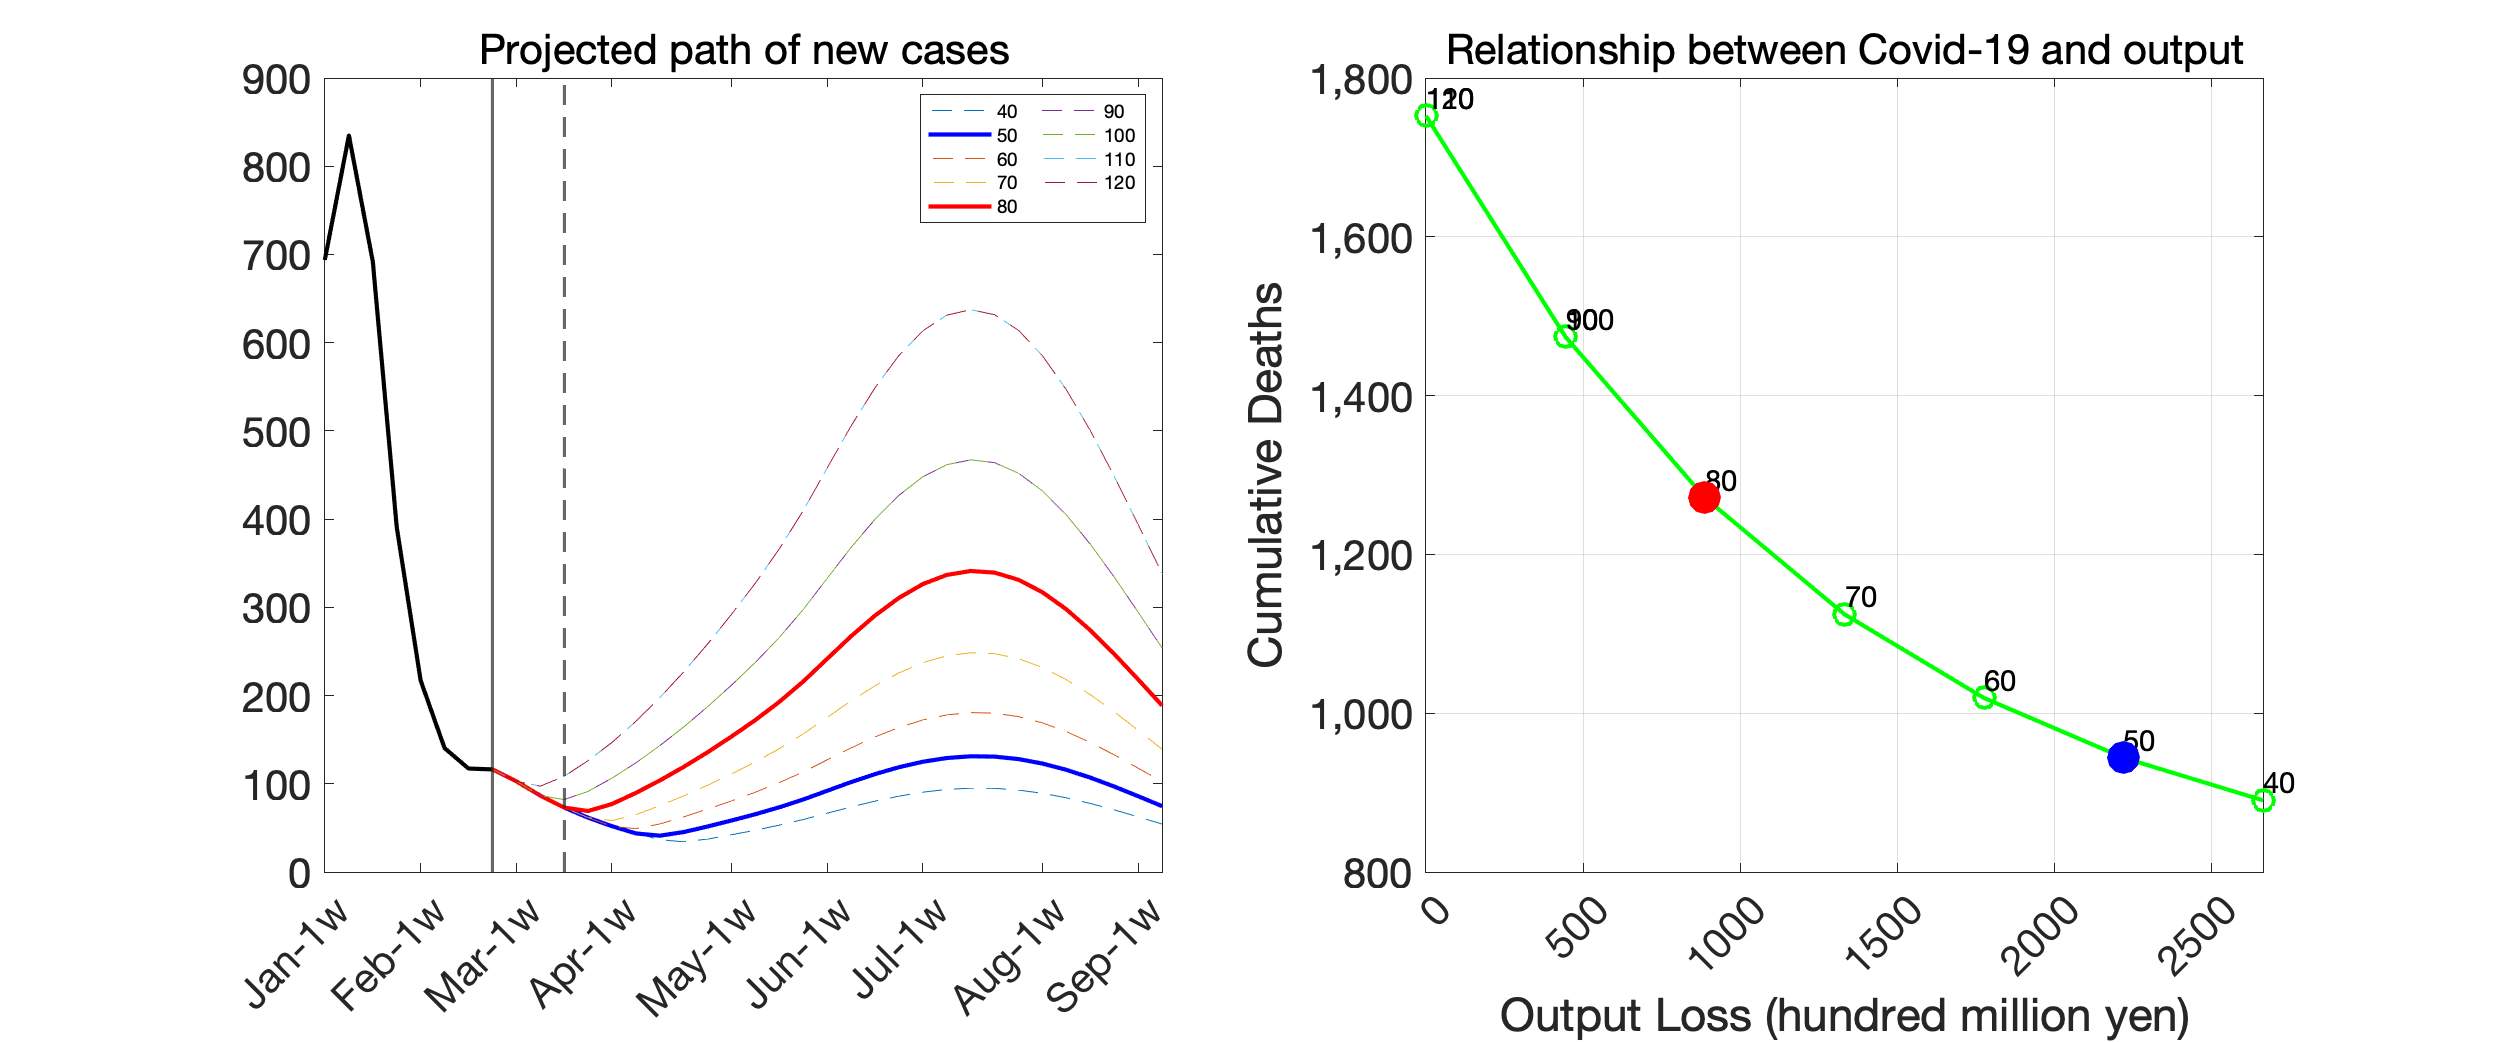 Projected path of new cases
900
800
700
600
500
400
300
200
100
0
40
50
60
70
80
90
100
110
120
Jan-1w
Feb-1w
Mar-1w
Apr-1w
May-1w
Jun-1w
Jul-1w
Aug-1w
Sep-1w
Relationship between Covid-19 and output
Cumulative Deaths
1,800
1,600
1,400
1,200
1,000
800
80
70
60
50
40
0
500
1000
1500
2000
2500
Output Loss (hundred million yen)